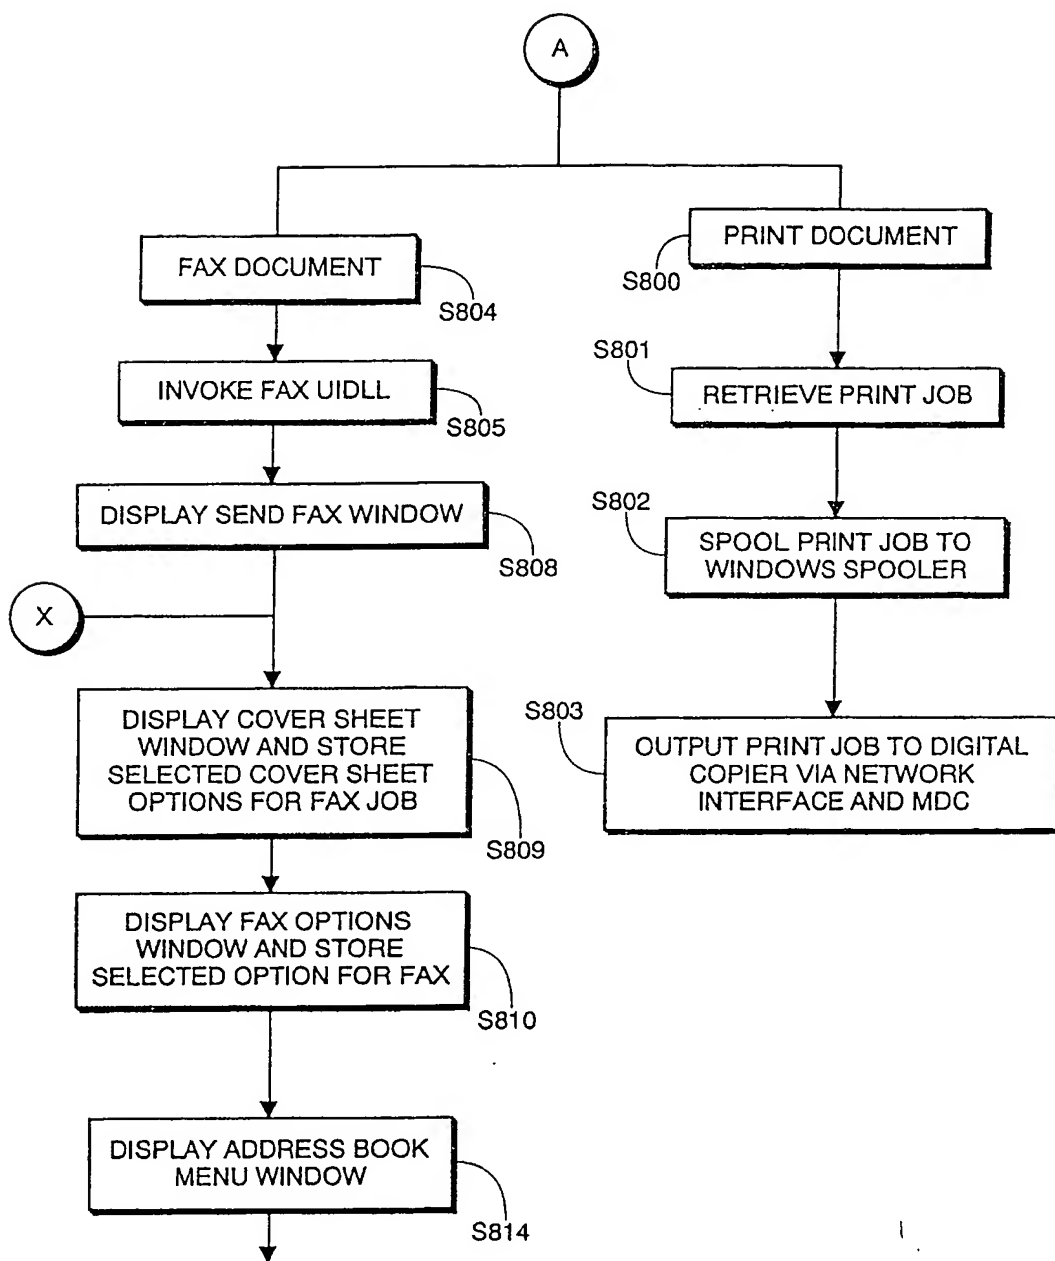 A
FAX DOCUMENT
S804
INVOKE FAX UIDLL
S805
DISPLAY SEND FAX WINDOW
S808
X
DISPLAY COVER SHEET
WINDOW AND STORE
SELECTED COVER SHEET
OPTIONS FOR FAX JOB
S809
DISPLAY FAX OPTIONS
WINDOW AND STORE
SELECTED OPTION FOR FAX
S810
DISPLAY ADDRESS BOOK
MENU WINDOW
S814
PRINT DOCUMENT
S800
S801
RETRIEVE PRINT JOB
S802
SPOOL PRINT JOB TO
WINDOWS SPOOLER
S803
OUTPUT PRINT JOB TO DIGITAL
COPIER VIA NETWORK
INTERFACE AND MDC